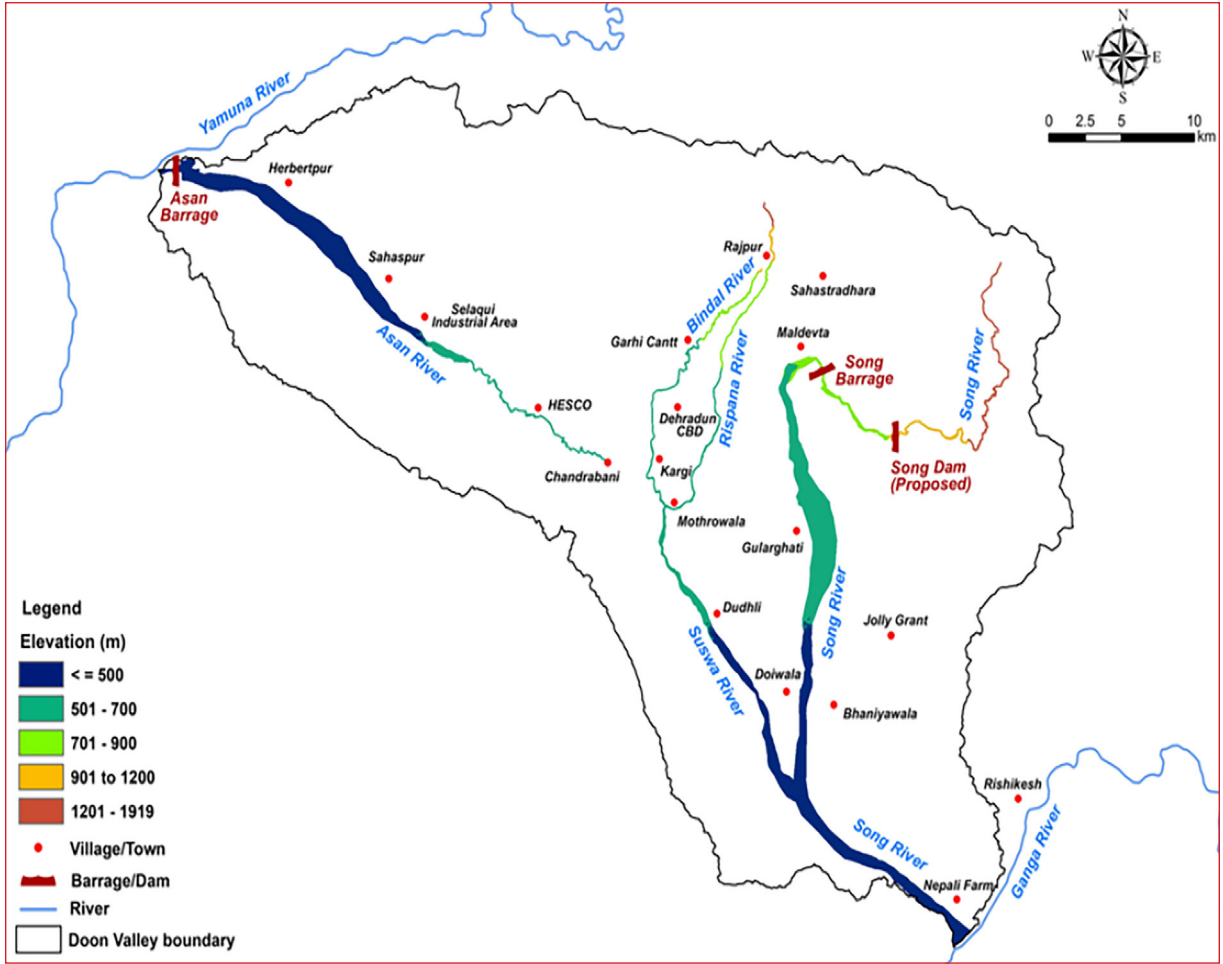 N
W
E
S
0
2.5
5
10
km
Yamuna River
Herbertpur
Asan
Barrage
Sahaspur
Selaqui
Industrial Area
Asan River
HESCO
Chandrabani
Rajpur
Bindal River
Sahastradhara
Garhi Cantt
Rispana River
Maldevta
Song
Barrage
Song River
Dehradun
CBD
Kargi
Song Dam
(Proposed)
Mothrowala
Gularghati
Dudhli
Song River
Jolly Grant
Suswa River
Doiwala
Bhaniyawala
Rishikesh
Song River
Nepali Farm
Ganga River
Legend
Elevation (m)
< = 500
501 - 700
701 - 900
901 to 1200
1201 - 1919
Village/Town
Barrage/Dam
River
Doon Valley boundary